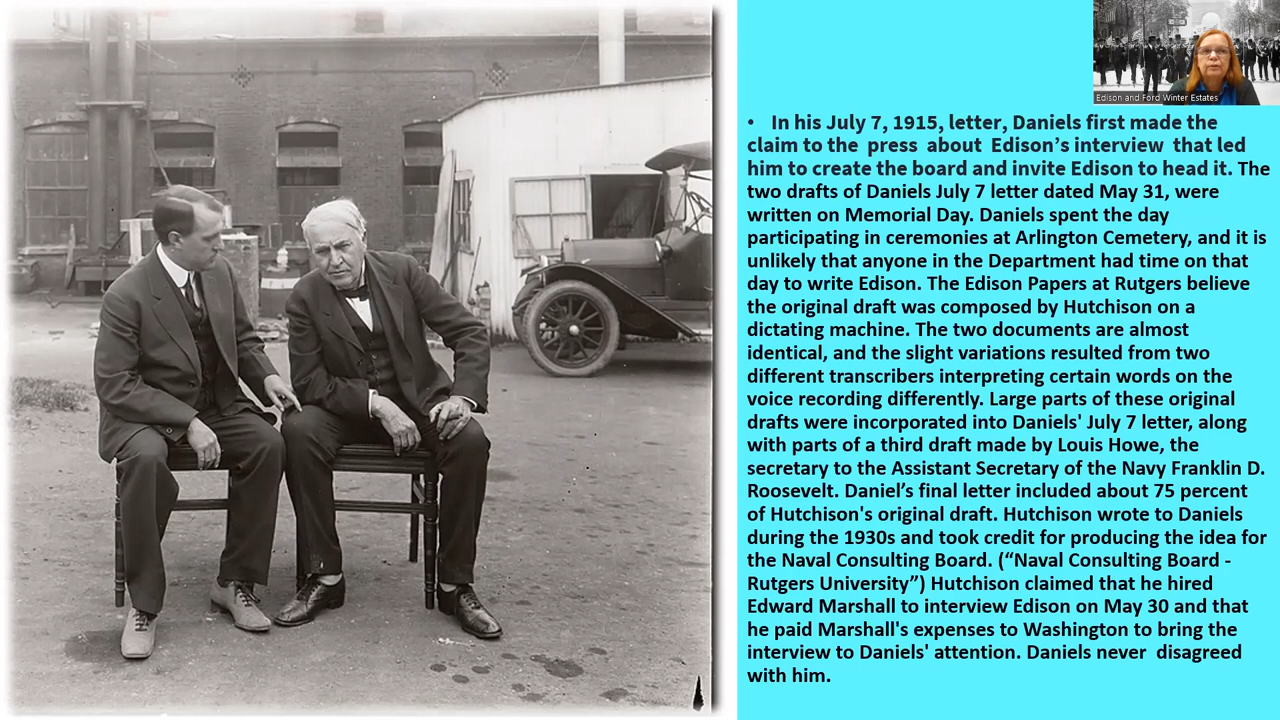 Edison and Ford Winter Estates
• In his July 7, 1915, letter, Daniels first made the
claim to the press about Edison’s interview that led
him to create the board and invite Edison to head it. The
two drafts of Daniels July 7 letter dated May 31, were
written on Memorial Day. Daniels spent the day
participating in ceremonies at Arlington Cemetery, and it is
unlikely that anyone in the Department had time on that
day to write Edison. The Edison Papers at Rutgers believe
the original draft was composed by Hutchison on a
dictating machine. The two documents are almost
identical, and the slight variations resulted from two
different transcribers interpreting certain words on the
voice recording differently. Large parts of these original
drafts were incorporated into Daniels' July 7 letter, along
with parts of a third draft made by Louis Howe, the
secretary to the Assistant Secretary of the Navy Franklin D.
Roosevelt. Daniel’s final letter included about 75 percent
of Hutchison's original draft. Hutchison wrote to Daniels
during the 1930s and took credit for producing the idea for
the Naval Consulting Board. (“Naval Consulting Board -
Rutgers University”) Hutchison claimed that he hired
Edward Marshall to interview Edison on May 30 and that
he paid Marshall's expenses to Washington to bring the
interview to Daniels' attention. Daniels never disagreed
with him.